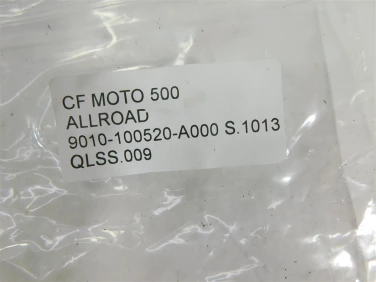 CF MOTO 500
ALLROAD
9010-100520-A000 S.1013
QLSS.009